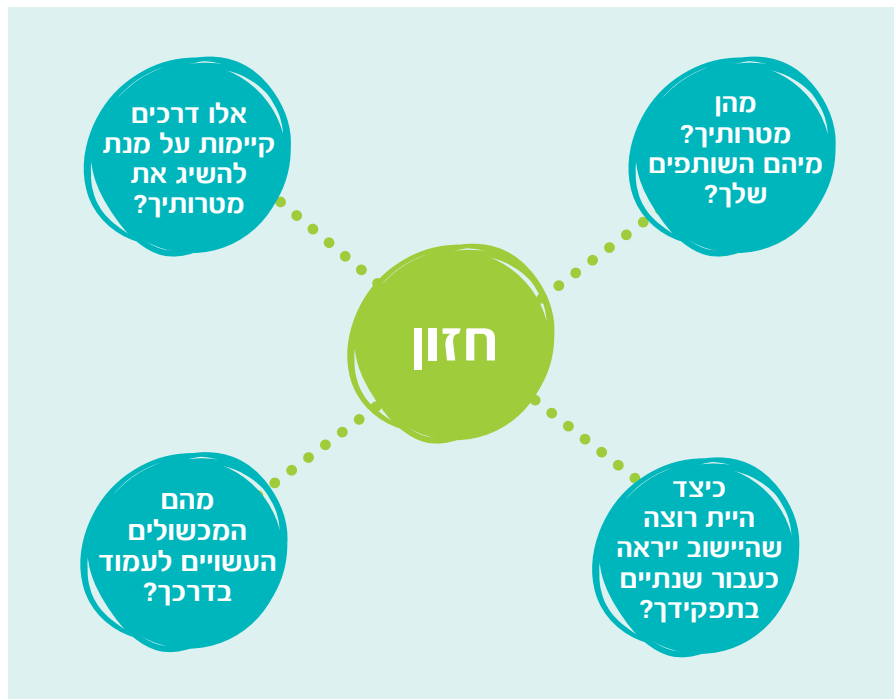 מהן
מטרותיך?
מיהם השותפים
שלך?
אלו דרכים
קיימות על מנת
להשיג את
מטרותיך?
חזון
כיצד
היית רוצה
שהיישוב ייראה
כעבור שנתיים
בתפקידך?
מהם
המכשולים
העשויים לעמוד
בדרכך?